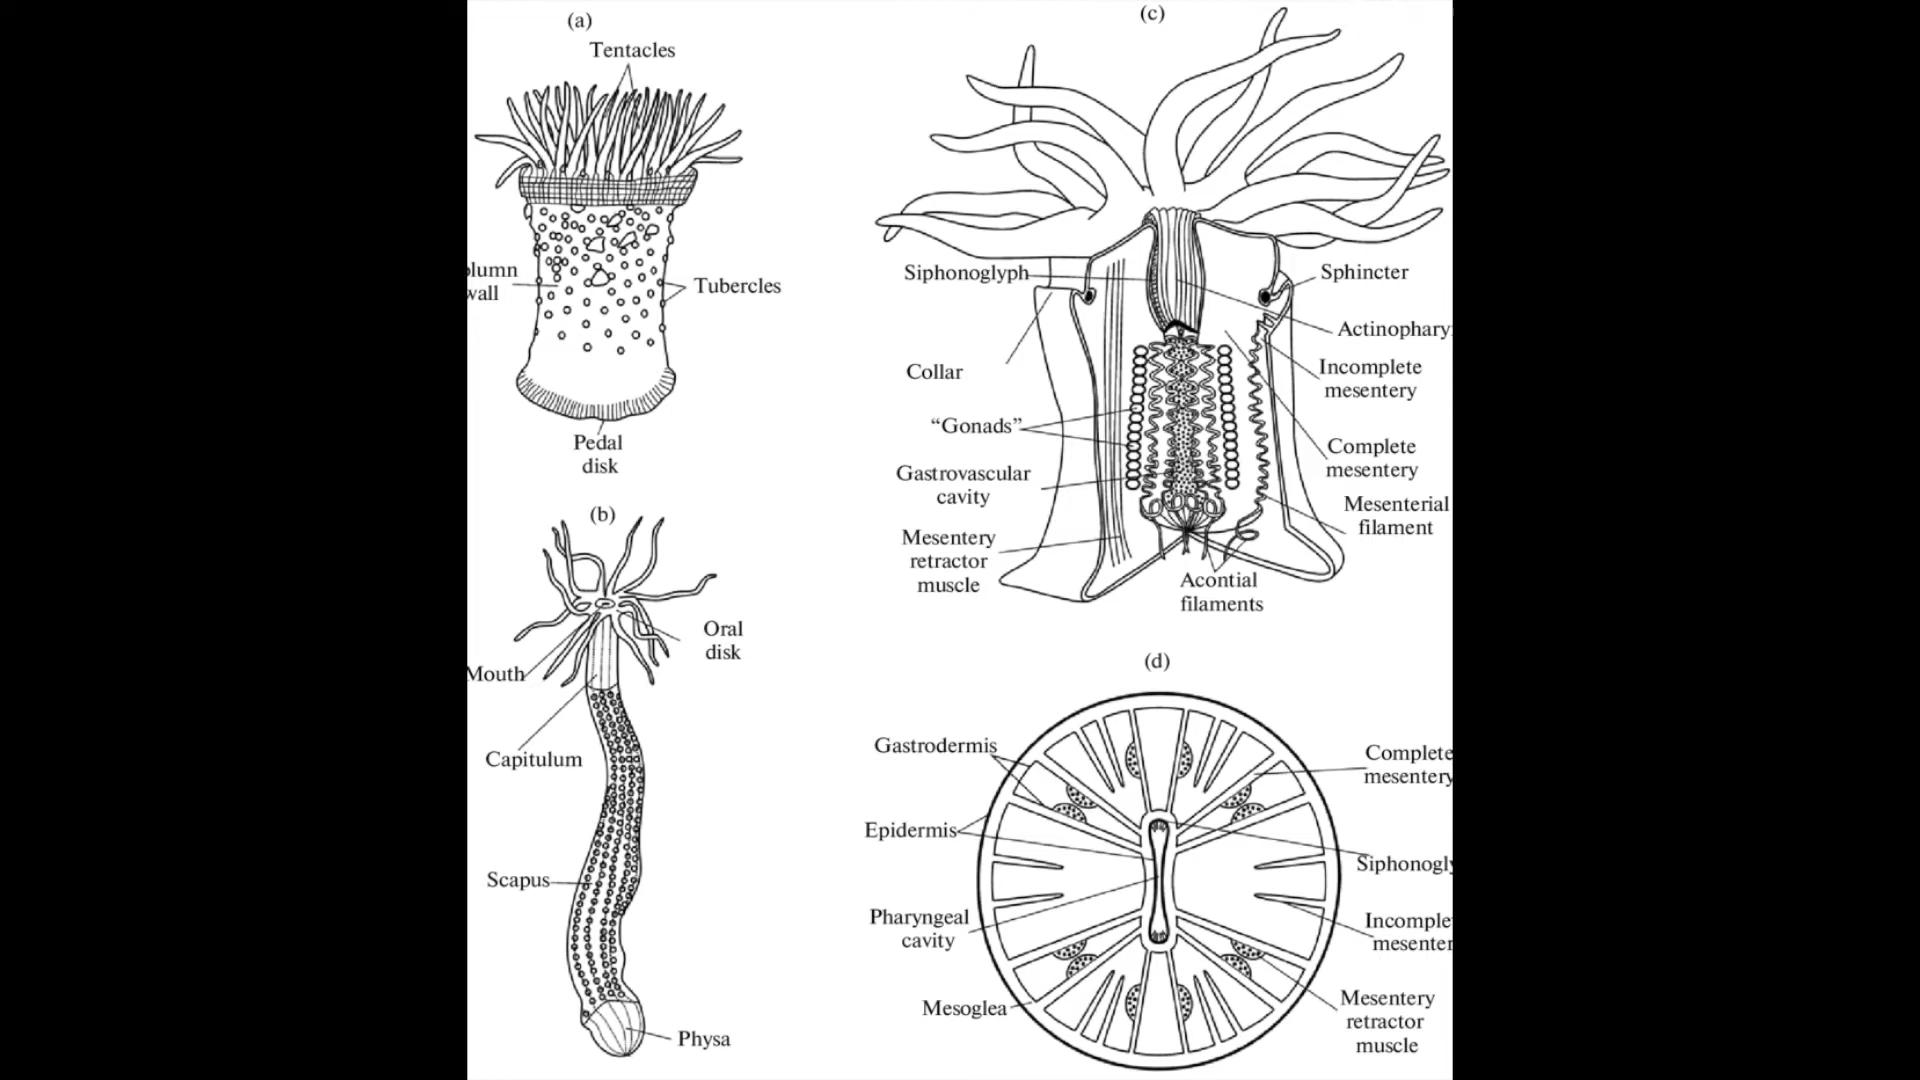 (a)
Tentacles
olumn
wall
Tubercles
Pedal
disk
(b)
Oral
disk
Mouth
Capitulum
Scapus
Physa
(c)
Siphonoglyph
Sphincter
Actinophary
Collar
Incomplete
mesentery
"Gonads"
Complete
mesentery
Gastrovascular
cavity
Mesenterial
filament
Mesentery
retractor
muscle
Acontial
filaments
(d)
Gastrodermis
Complete
mesentery
Epidermis
Siphonogly
Pharyngeal
cavity
Incomple
mesenter
Mesoglea
Mesentery
retractor
muscle